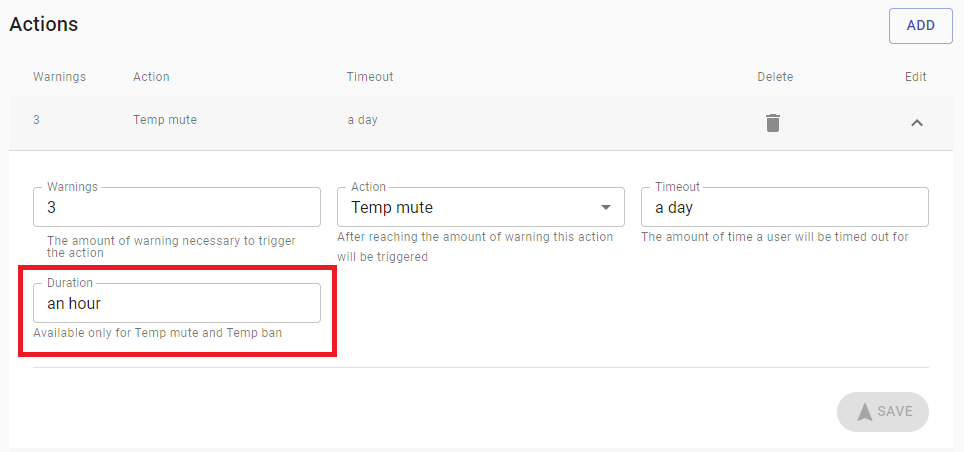 Actions
ADD
Warnings Action Timeout Delete Edit
3 Temp mute a day
Warnings
3
The amount of warning necessary to trigger
the action
Action
Temp mute
After reaching the amount of warning this action
will be triggered
Timeout
a day
The amount of time a user will be timed out for
Duration
an hour
Available only for Temp mute and Temp ban
SAVE